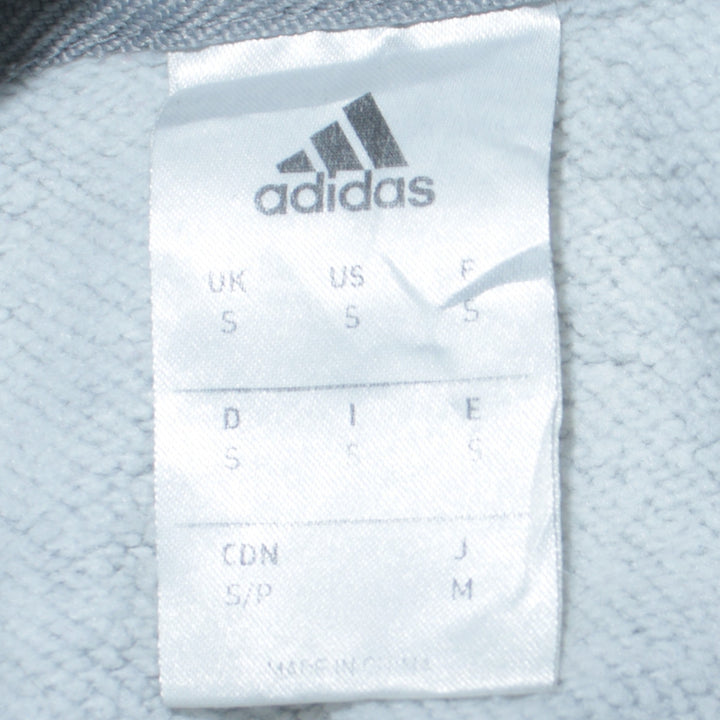 adidas
UK US F
S S S
D I E
S S S
CDN J
S/P M
MADE IN CHINA